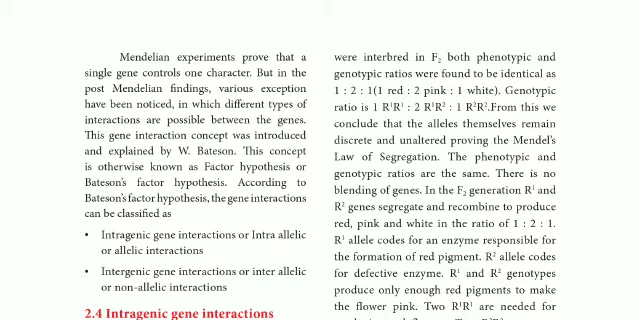 Mendelian experiments prove that a
single gene controls one character. But in the
post Mendelian findings, various exception
have been noticed, in which different types of
interactions are possible between the genes.
This gene interaction concept was introduced
and explained by W. Bateson. This concept
is otherwise known as Factor hypothesis or
Bateson's factor hypothesis. According to
Bateson's factor hypothesis, the gene interactions
can be classified as
• Intragenic gene interactions or Intra allelic
or allelic interactions
• Intergenic gene interactions or inter allelic
or non-allelic interactions
2.4 Intragenic gene interactions
were interbred in F₂ both phenotypic and
genotypic ratios were found to be identical as
1 : 2 : 1(1 red : 2 pink : 1 white). Genotypic
ratio is 1 R¹R¹ : 2 R¹R² : 1 R²R².From this we
conclude that the alleles themselves remain
discrete and unaltered proving the Mendel's
Law of Segregation. The phenotypic and
genotypic ratios are the same. There is no
blending of genes. In the F₂ generation R¹ and
R² genes segregate and recombine to produce
red, pink and white in the ratio of 1 : 2 : 1.
R¹ allele codes for an enzyme responsible for
the formation of red pigment. R² allele codes
for defective enzyme. R¹ and R² genotypes
produce only enough red pigments to make
the flower pink. Two R¹R¹ are needed for